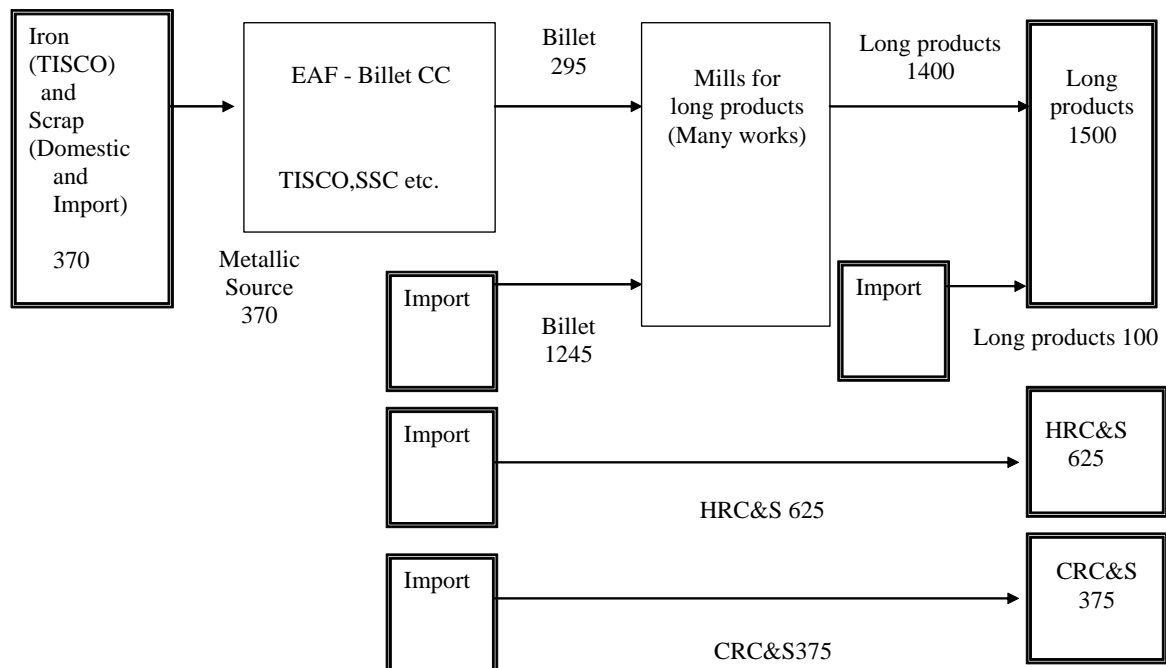 Iron
(TISCO)
and
Scrap
(Domestic
and
Import)
370
Metallic
Source
370
EAF - Billet CC
TISCO,SSC etc.
Billet
295
Import
Billet
1245
Mills for
long products
(Many works)
Long products
1400
Import
Long products 100
Long
products
1500
Import
HRC&S 625
HRC&S
625
Import
CRC&S375
CRC&S
375